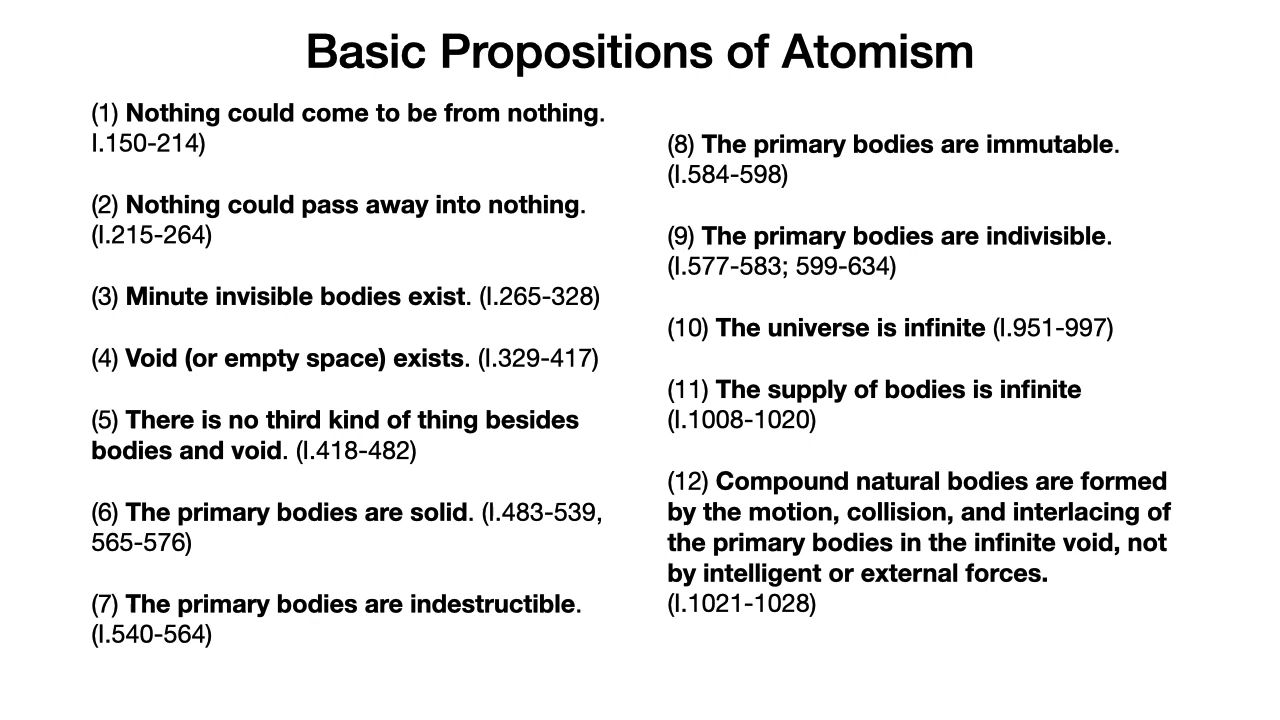 Basic Propositions of Atomism
(1) Nothing could come to be from nothing.
I.150-214)
(2) Nothing could pass away into nothing.
(I.215-264)
(3) Minute invisible bodies exist. (I.265-328)
(4) Void (or empty space) exists. (I.329-417)
(5) There is no third kind of thing besides
bodies and void. (I.418-482)
(6) The primary bodies are solid. (I.483-539,
565-576)
(7) The primary bodies are indestructible.
(I.540-564)
(8) The primary bodies are immutable.
(I.584-598)
(9) The primary bodies are indivisible.
(I.577-583; 599-634)
(10) The universe is infinite (I.951-997)
(11) The supply of bodies is infinite
(I.1008-1020)
(12) Compound natural bodies are formed
by the motion, collision, and interlacing of
the primary bodies in the infinite void, not
by intelligent or external forces.
(I.1021-1028)